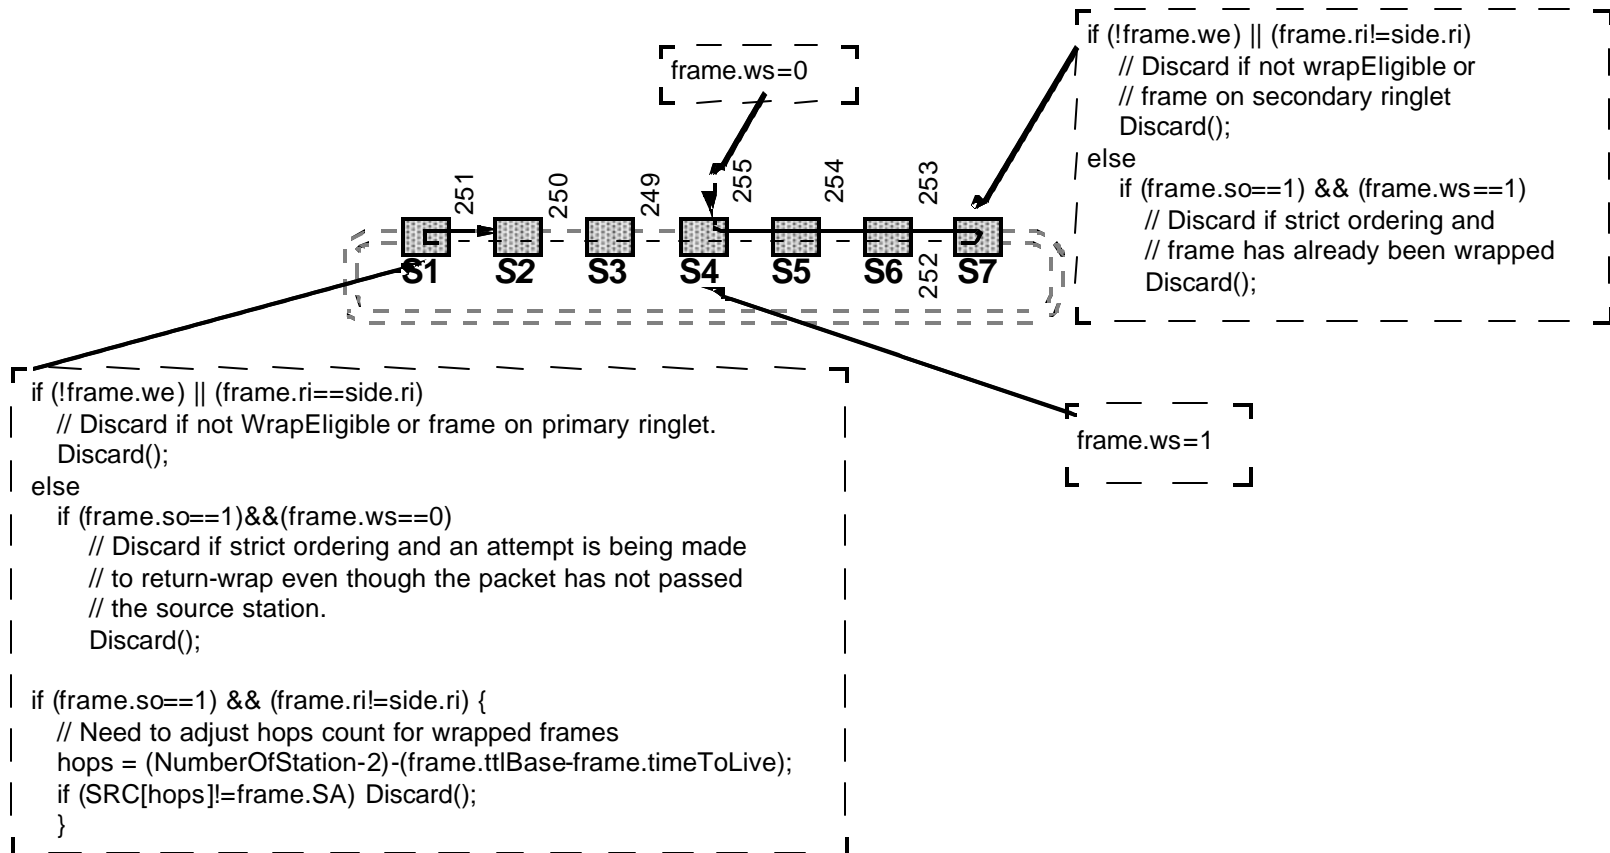 frame.ws=0
if (!frame.we) || (frame.ri!=side.ri)
// Discard if not wrapEligible or
// frame on secondary ringlet
Discard();
else
if (frame.so==1) && (frame.ws==1)
// Discard if strict ordering and
// frame has already been wrapped
Discard();
251
250
249
255
254
253
S1
S2
S3
S4
S5
S6
252
S7
if (!frame.we) || (frame.ri==side.ri)
// Discard if not WrapEligible or frame on primary ringlet.
Discard();
else
if (frame.so==1)&&(frame.ws==0)
// Discard if strict ordering and an attempt is being made
// to return-wrap even though the packet has not passed
// the source station.
Discard();
if (frame.so==1) && (frame.ri!=side.ri) {
// Need to adjust hops count for wrapped frames
hops = (NumberOfStation-2)-(frame.ttlBase-frame.timeToLive);
if (SRC[hops]!=frame.SA) Discard();
}
frame.ws=1